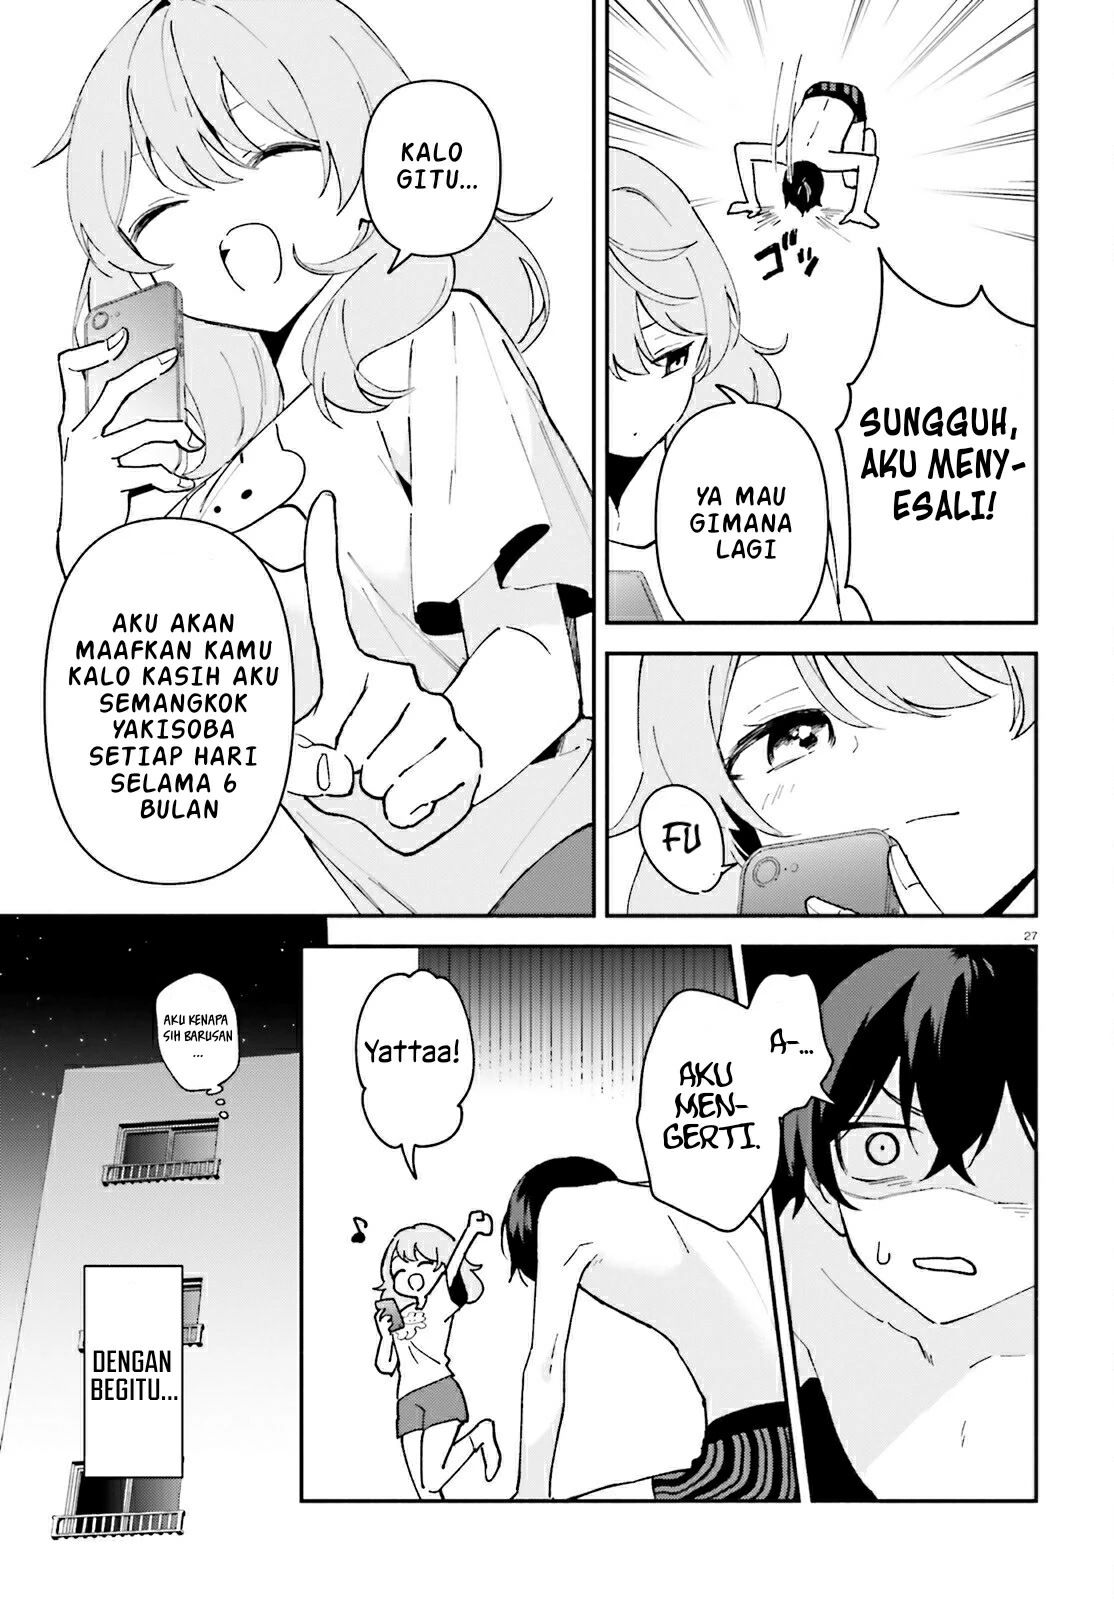 ゴッ
SUNGGUH,
AKU MENY-
ESALI!
YA MAU
GIMANA
LAGI
FU
KALO
GITU...
AKU AKAN
MAAFKAN KAMU
KALO KASIH AKU
SEMANGKOK
YAKISOBA
SETIAP HARI
SELAMA 6
BULAN
27
A-...
AKU
MEN-
GERTI.
Yattaa!
AKU KENAPA
SIH BARUSAN
...
DENGAN
BEGITU...